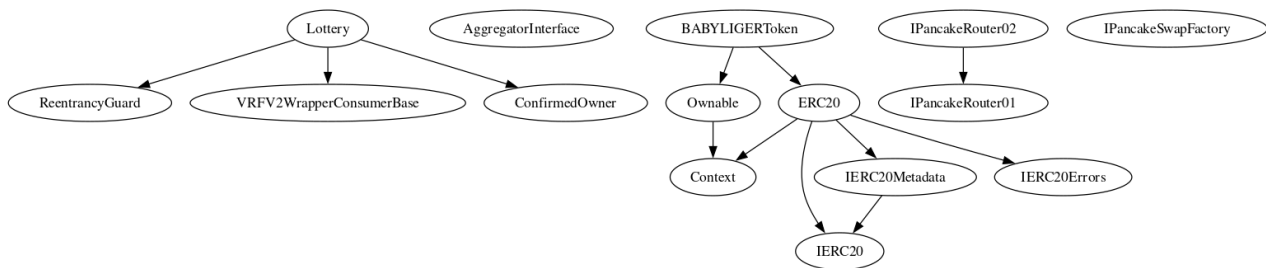 Lottery
AggregatorInterface
BABYLIGERToken
IPancakeRouter02
IPancakeSwapFactory
ReentrancyGuard
VRFV2WrapperConsumerBase
ConfirmedOwner
Ownable
ERC20
IPancakeRouter01
Context
IERC20Metadata
IERC20Errors
IERC20